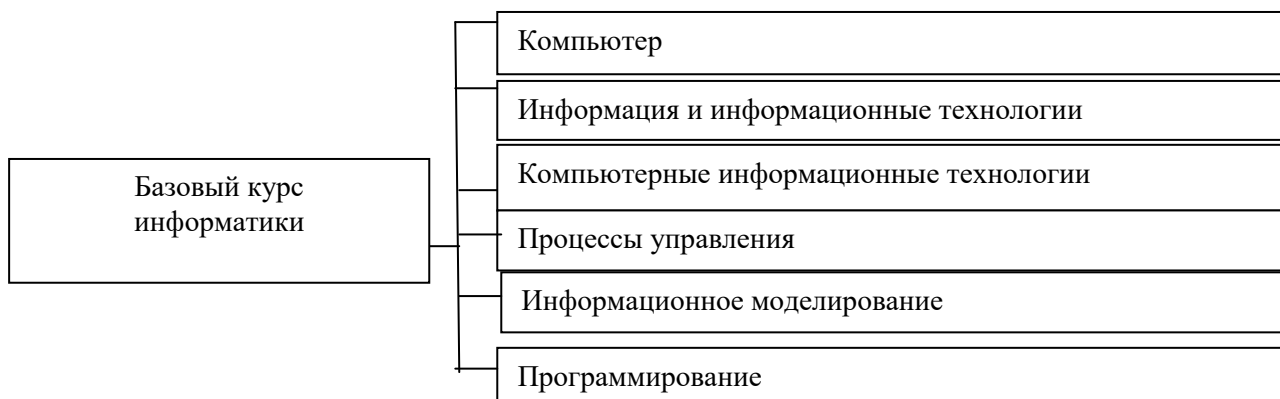 Компьютер
Информация и информационные технологии
Компьютерные информационные технологии
Базовый курс
информатики
Процессы управления
Информационное моделирование
Программирование